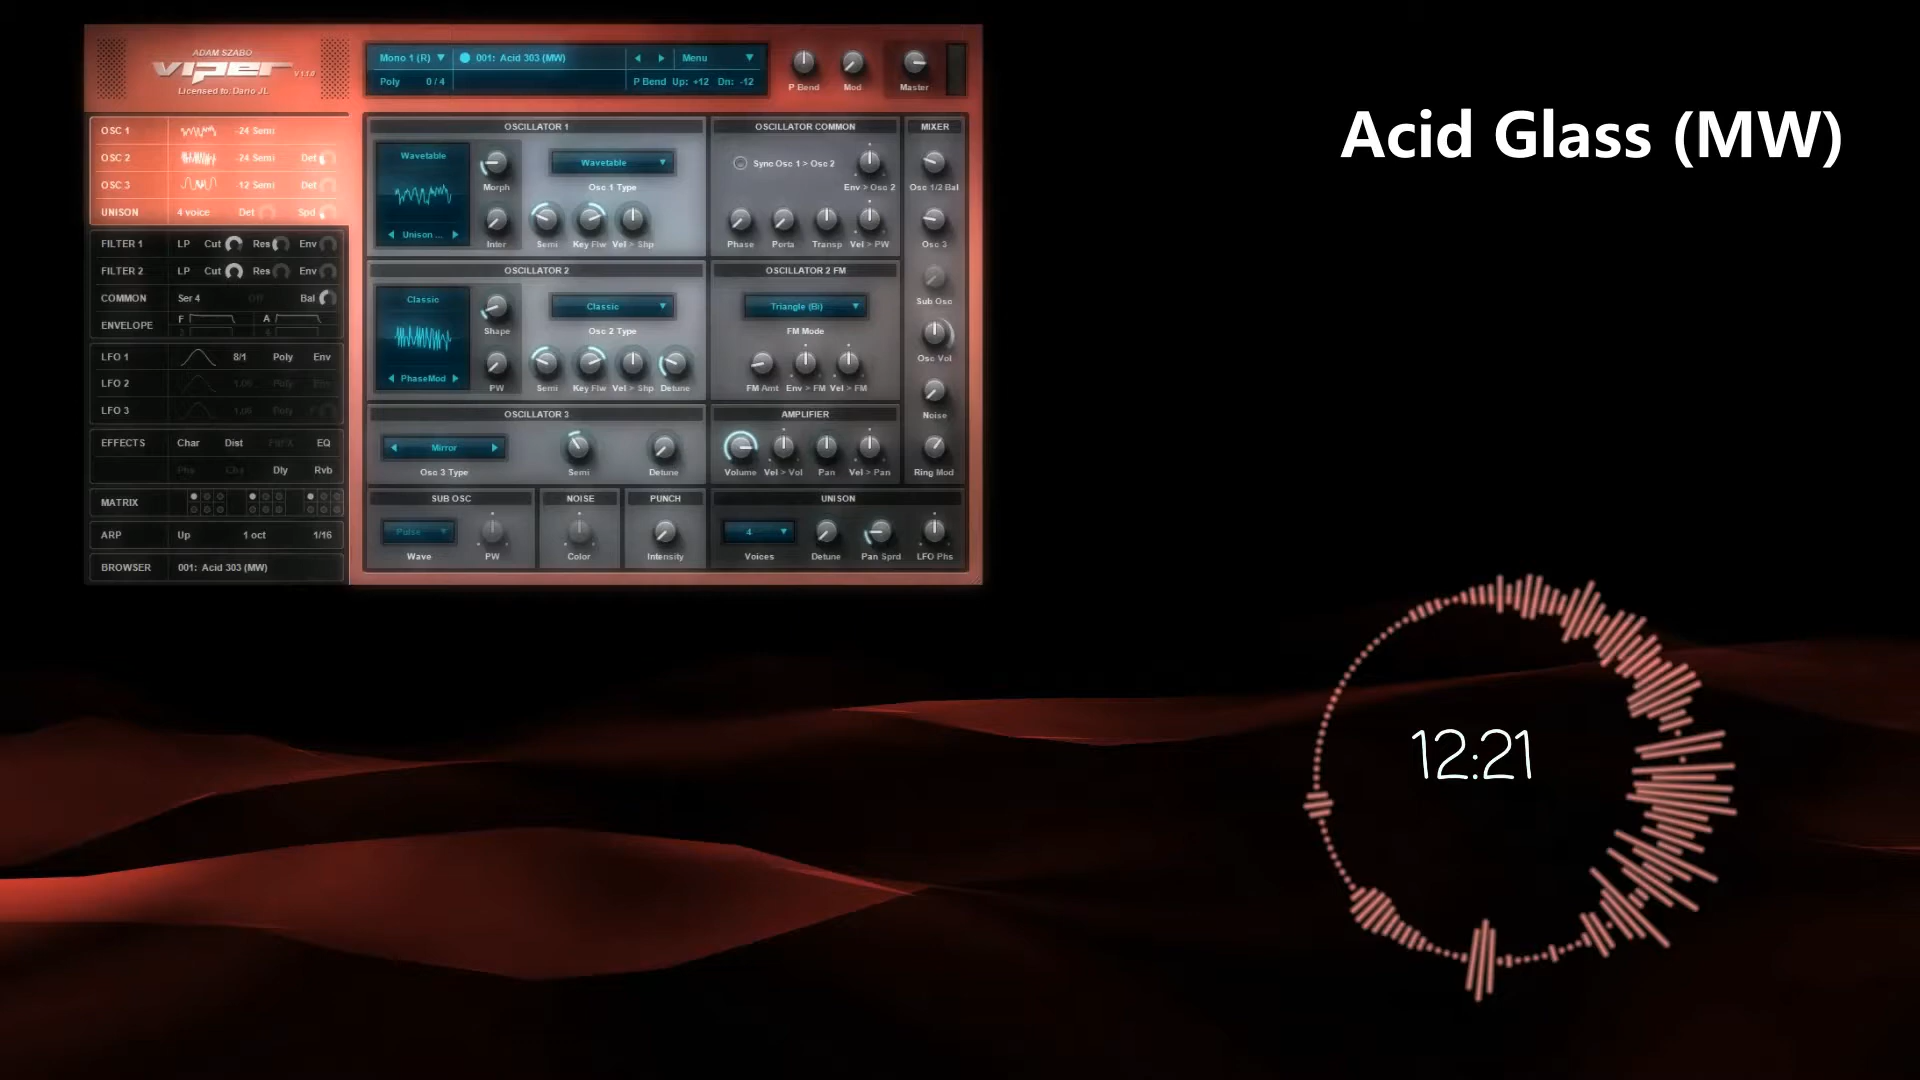 ADAM SZABO
VIPER V 1.1.0
Licensed to: Dario JL
Mono 1 (R) 001: Acid 303 (MW) Menu
Poly 0 / 4 P Bend Up: +12 Dn: -12
P Bend Mod Master
Acid Glass (MW)
OSC 1 -24 Semi
OSC 2 -24 Semi Det
OSC 3 12 Semi Det
UNISON 4 voice Det Spd
FILTER 1 LP Cut Res Env
FILTER 2 LP Cut Res Env
COMMON Ser 4 Off Bal
ENVELOPE F A
LFO 1 8/1 Poly Env
LFO 2 Poly Env
LFO 3 Poly
EFFECTS Char Dist EQ
Dly Rvb
MATRIX
ARP Up 1 oct 1/16
BROWSER 001: Acid 303 (MW)
OSCILLATOR 1
Wavetable
Morph
Wavetable
Osc 1 Type
Unison ...
Inter Semi Key Flw Vel > Shp
OSCILLATOR COMMON
Sync Osc 1 > Osc 2
Env > Osc 2
Phase Porta Transp Vel > PW
MIXER
Osc 1/2 Bal
Osc 3
Sub Osc
Osc Vol
Noise
Ring Mod
OSCILLATOR 2
Classic
Shape
Classic
Osc 2 Type
PhaseMod
PW Semi Key Flw Vel > Shp Detune
OSCILLATOR 2 FM
Triangle (Bi)
FM Mode
FM Amt Env > FM Vel > FM
OSCILLATOR 3
Mirror
Osc 3 Type Semi Detune
AMPLIFIER
Volume Vel > Vol Pan Vel > Pan
SUB OSC
Pulse
Wave PW
NOISE
Color
PUNCH
Intensity
UNISON
4
Voices Detune Pan Sprd LFO Phs
12:21